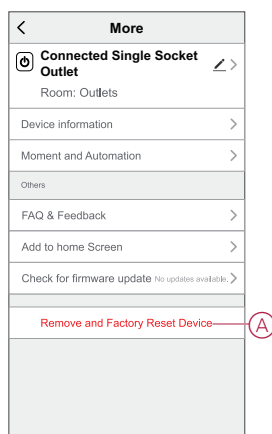 More
Connected Single Socket
Outlet
Room: Outlets
Device information
Moment and Automation
Others
FAQ & Feedback
Add to home Screen
Check for firmware update No updates available.
Remove and Factory Reset Device
A